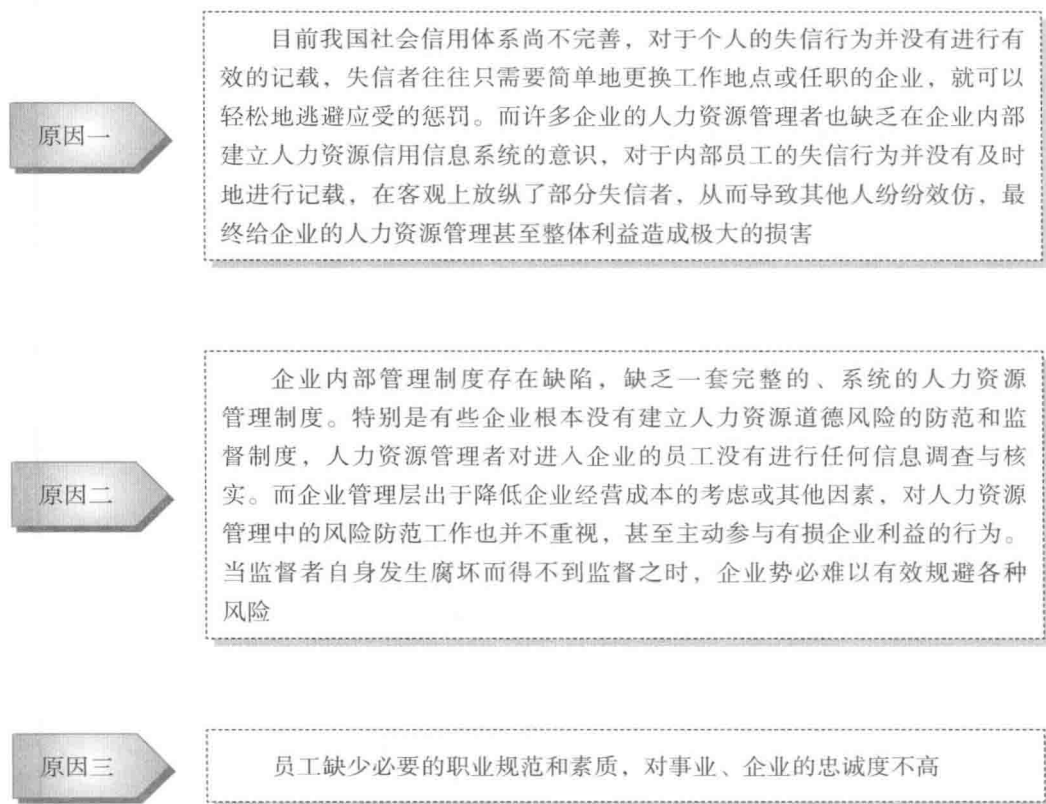 原因一
目前我国社会信用体系尚不完善，对于个人的失信行为并没有进行有
效的记载，失信者往往只需要简单地更换工作地点或任职的企业，就可以
轻松地逃避应受的惩罚。而许多企业的人力资源管理者也缺乏在企业内部
建立人力资源信用信息系统的意识，对于内部员工的失信行为并没有及时
地进行记载，在客观上放纵了部分失信者，从而导致其他人纷纷效仿，最
终给企业的人力资源管理甚至整体利益造成极大的损害
原因二
企业内部管理制度存在缺陷，缺乏一套完整的、系统的人力资源
管理制度。特别是有些企业根本没有建立人力资源道德风险的防范和监
督制度，人力资源管理者对进入企业的员工没有进行任何信息调查与核
实。而企业管理层出于降低企业经营成本的考虑或其他因素，对人力资源
管理中的风险防范工作也并不重视，甚至主动参与有损企业利益的行为。
当监督者自身发生腐坏而得不到监督之时，企业势必难以有效规避各种
风险
原因三
员工缺少必要的职业规范和素质，对事业、企业的忠诚度不高